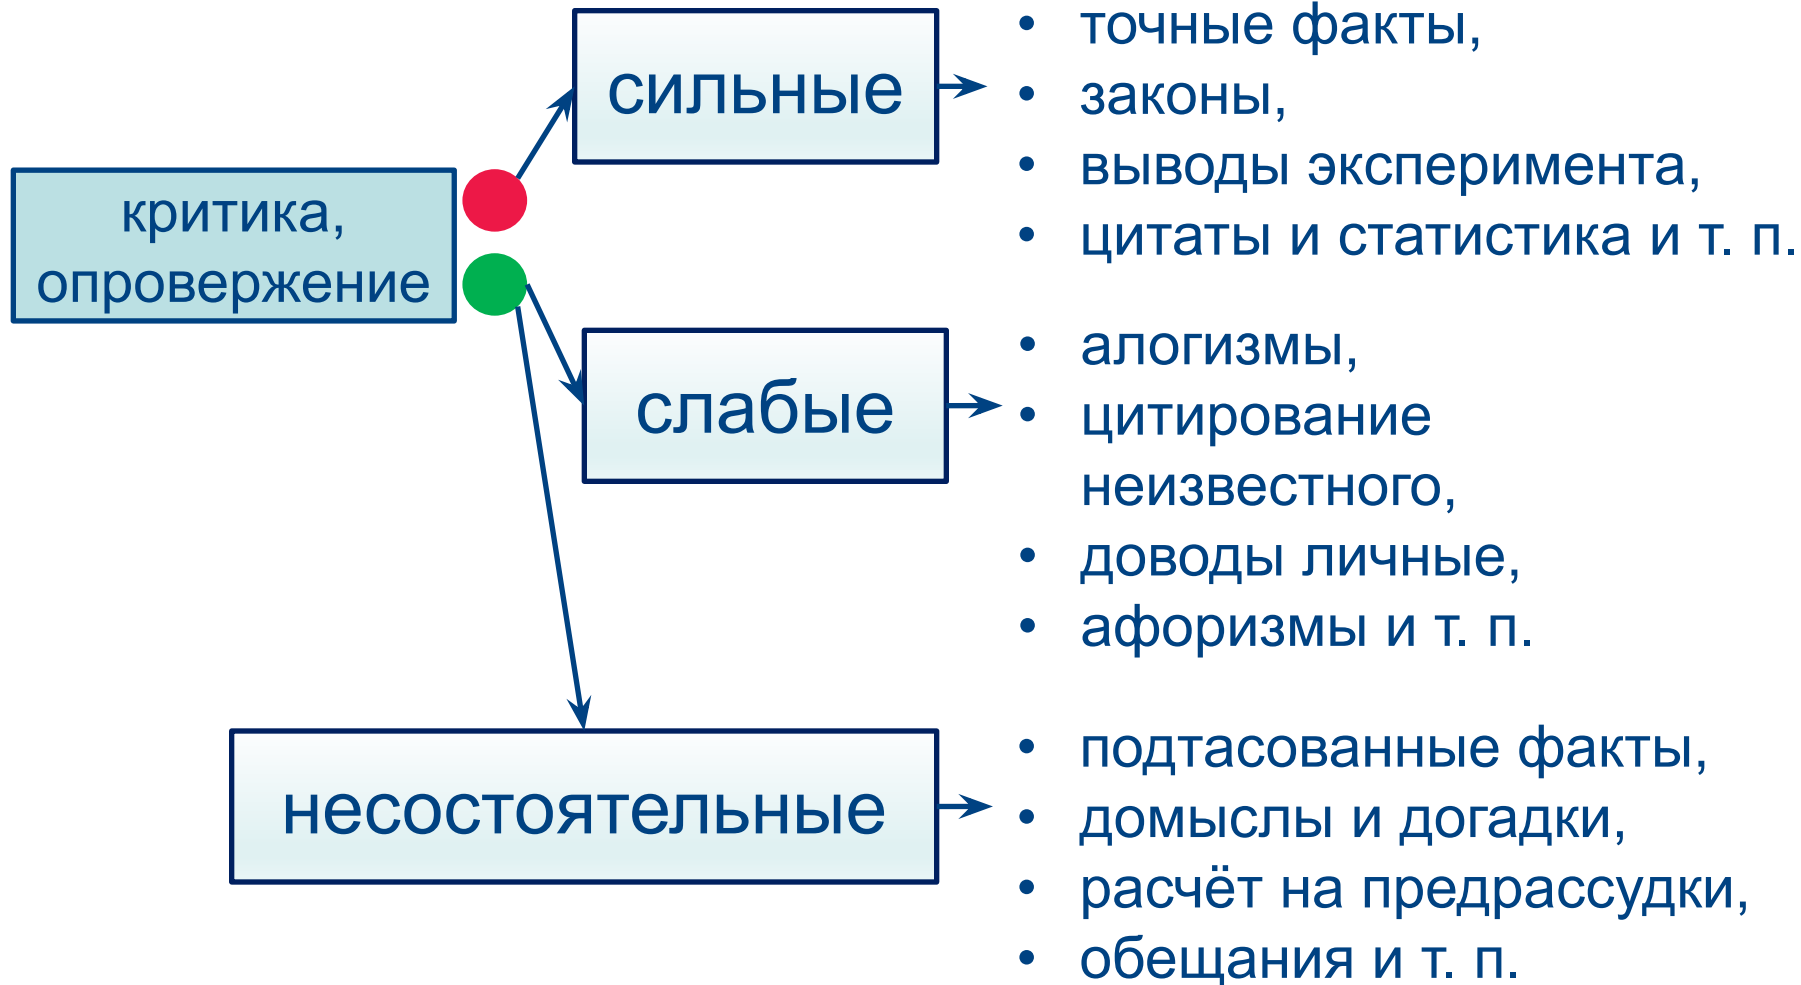 критика,
опровержение
сильные
• точные факты,
• законы,
• выводы эксперимента,
• цитаты и статистика и т. п.
слабые
• алогизмы,
• цитирование
неизвестного,
• доводы личные,
• афоризмы и т. п.
несостоятельные
• подтасованные факты,
• домыслы и догадки,
• расчёт на предрассудки,
• обещания и т. п.